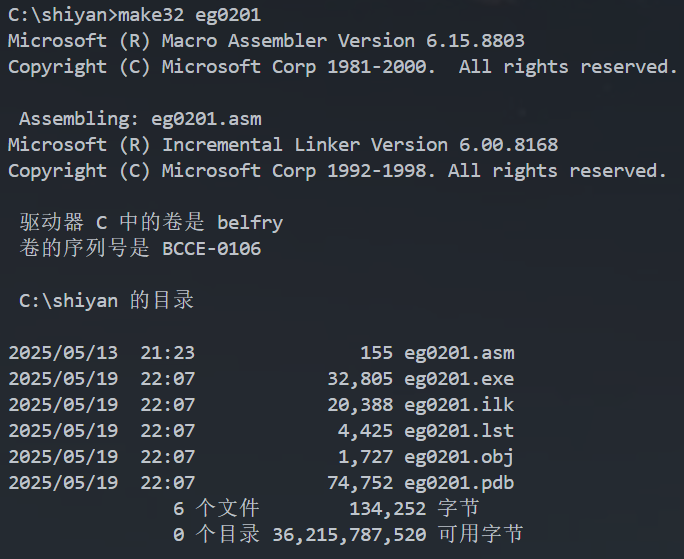 C:\shiyan>make32 eg0201
Microsoft (R) Macro Assembler Version 6.15.8803
Copyright (C) Microsoft Corp 1981-2000.  All rights reserved.
Assembling: eg0201.asm
Microsoft (R) Incremental Linker Version 6.00.8168
Copyright (C) Microsoft Corp 1992-1998. All rights reserved.
驱动器 C 中的卷是 belfry
卷的序列号是 BCCE-0106
C:\shiyan 的目录
2025/05/13  21:23               155 eg0201.asm
2025/05/19  22:07            32,805 eg0201.exe
2025/05/19  22:07            20,388 eg0201.ilk
2025/05/19  22:07             4,425 eg0201.lst
2025/05/19  22:07             1,727 eg0201.obj
2025/05/19  22:07            74,752 eg0201.pdb
6 个文件        134,252 字节
0 个目录 36,215,787,520 可用字节